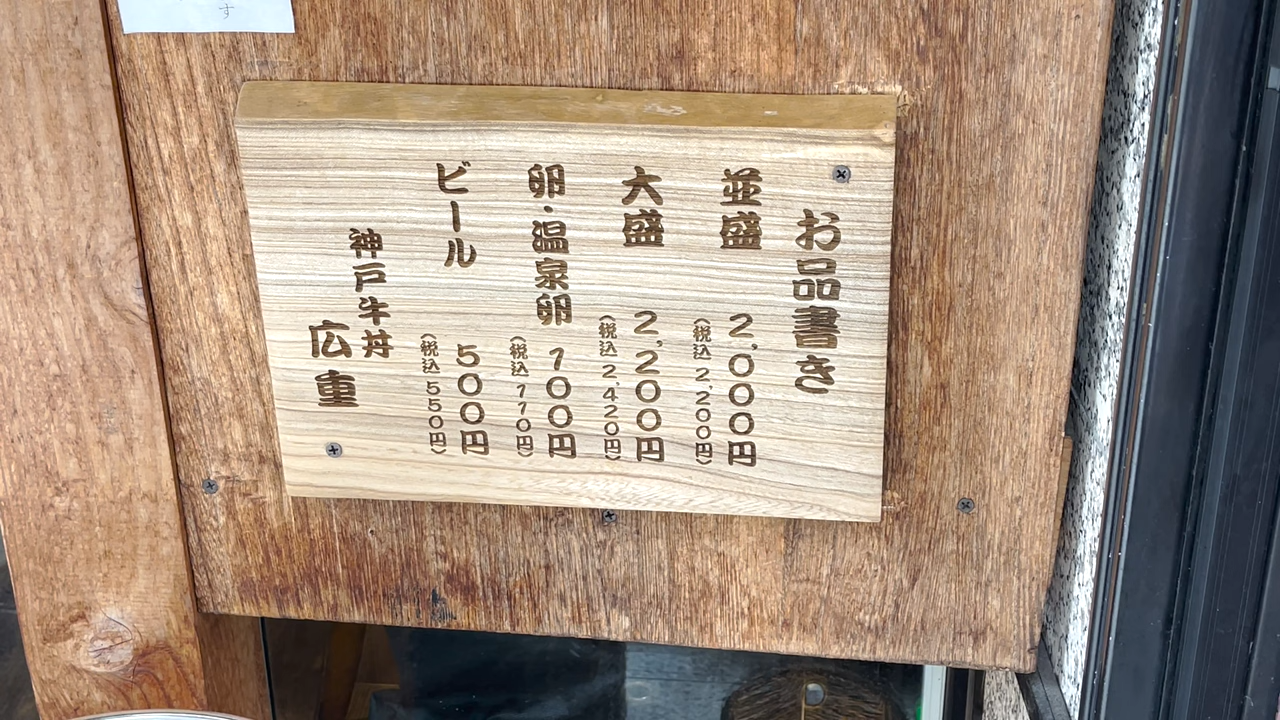 お品書き
並盛 2,000円
(税込 2,200円)
大盛 2,200円
(税込 2,420円)
卵・温泉卵 100円
(税込 110円)
ビール 500円
(税込 550円)
神戸牛丼
広重
す